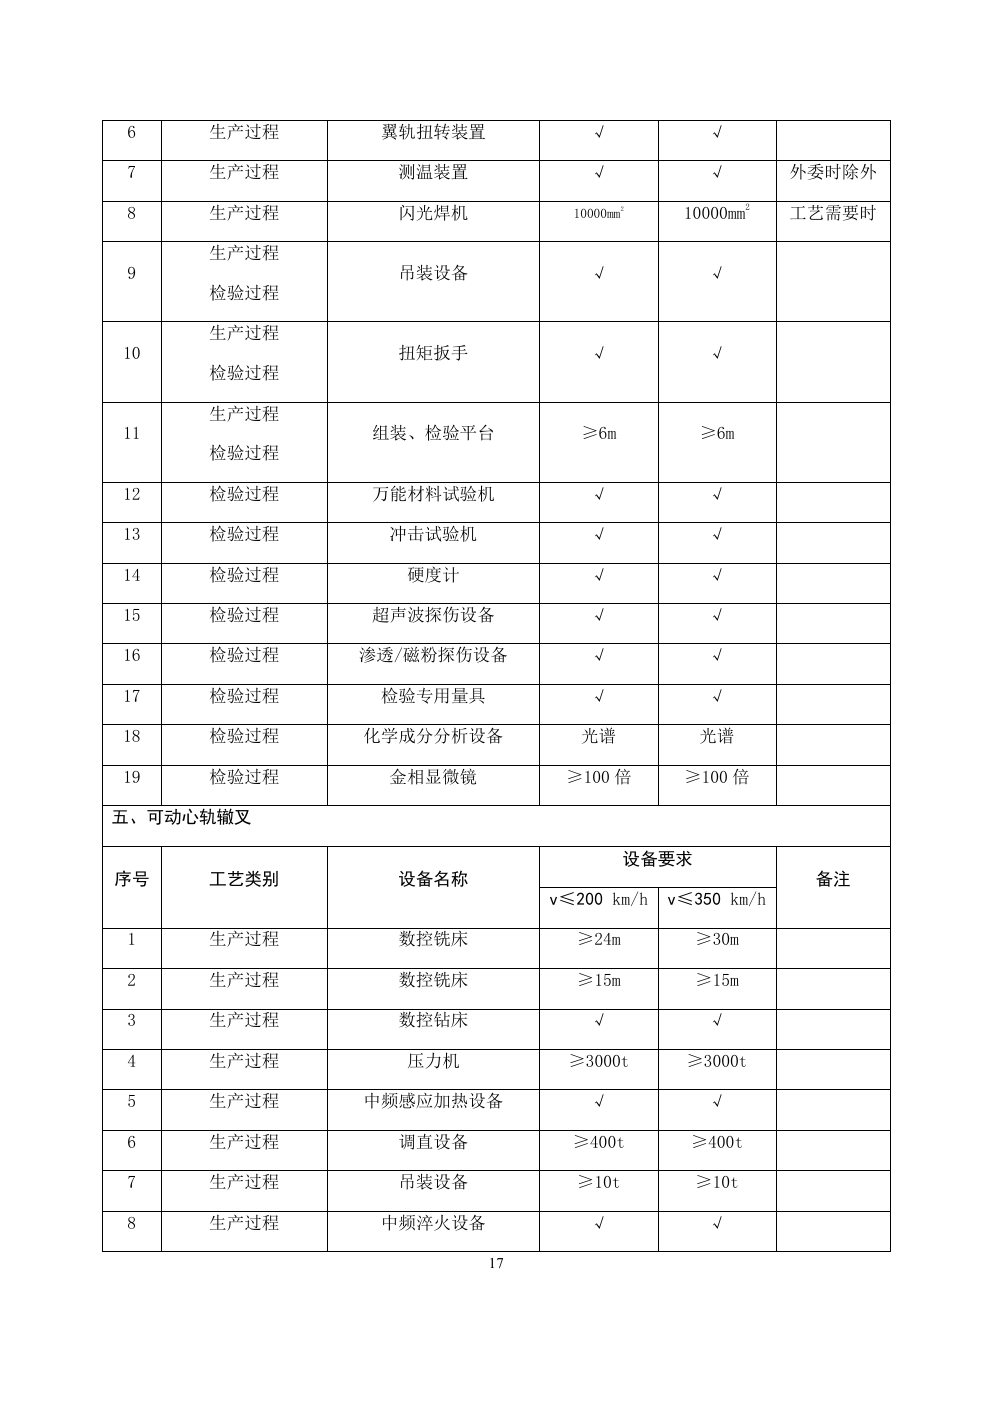 6 生产过程 翼轨扭转装置 √ √
7 生产过程 测温装置 √ √ 外委时除外
8 生产过程 闪光焊机 10000mm² 10000mm² 工艺需要时
9 生产过程 检验过程 吊装设备 √ √
10 生产过程 检验过程 扭矩扳手 √ √
11 生产过程 检验过程 组装、检验平台 ≥6m ≥6m
12 检验过程 万能材料试验机 √ √
13 检验过程 冲击试验机 √ √
14 检验过程 硬度计 √ √
15 检验过程 超声波探伤设备 √ √
16 检验过程 渗透/磁粉探伤设备 √ √
17 检验过程 检验专用量具 √ √
18 检验过程 化学成分分析设备 光谱 光谱
19 检验过程 金相显微镜 ≥100 倍 ≥100 倍
五、可动心轨辙叉
序号 工艺类别 设备名称 设备要求 备注
v≤200 km/h v≤350 km/h
1 生产过程 数控铣床 ≥24m ≥30m
2 生产过程 数控铣床 ≥15m ≥15m
3 生产过程 数控钻床 √ √
4 生产过程 压力机 ≥3000t ≥3000t
5 生产过程 中频感应加热设备 √ √
6 生产过程 调直设备 ≥400t ≥400t
7 生产过程 吊装设备 ≥10t ≥10t
8 生产过程 中频淬火设备 √ √
17